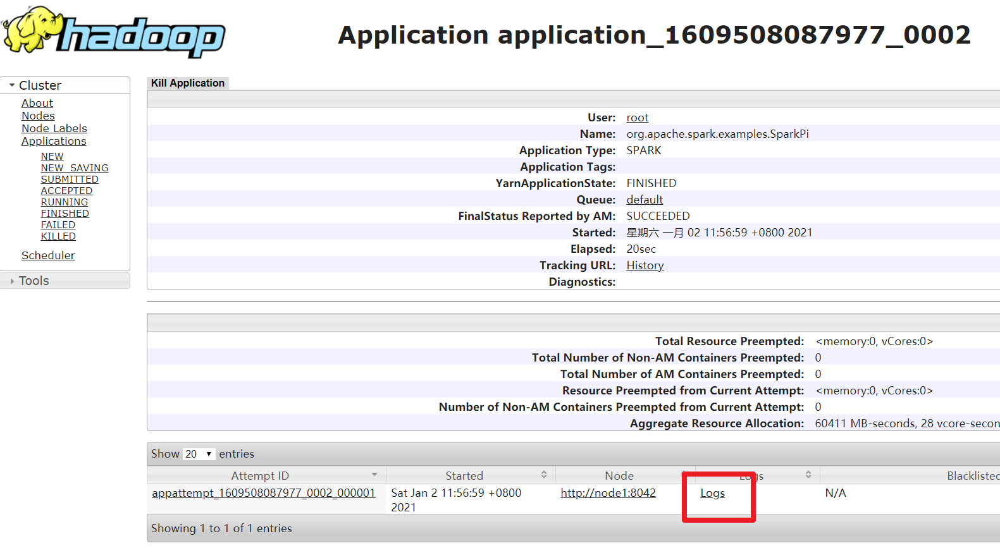 hadoop
Application application_1609508087977_0002
Cluster
About
Nodes
Node Labels
Applications
NEW
NEW_SAVING
SUBMITTED
ACCEPTED
RUNNING
FINISHED
FAILED
KILLED
Scheduler
Tools
Kill Application
User: root
Name: org.apache.spark.examples.SparkPi
Application Type: SPARK
Application Tags:
YarnApplicationState: FINISHED
Queue: default
FinalStatus Reported by AM: SUCCEEDED
Started: 星期六 一月 02 11:56:59 +0800 2021
Elapsed: 20sec
Tracking URL: History
Diagnostics:
Total Resource Preempted: <memory:0, vCores:0>
Total Number of Non-AM Containers Preempted: 0
Total Number of AM Containers Preempted: 0
Resource Preempted from Current Attempt: <memory:0, vCores:0>
Number of Non-AM Containers Preempted from Current Attempt: 0
Aggregate Resource Allocation: 60411 MB-seconds, 28 vcore-secon
Show 20 entries
Attempt ID Started Node Logs Blacklisted
appattempt_1609508087977_0002_000001 Sat Jan 2 11:56:59 +0800 http://node1:8042 Logs N/A
2021
Showing 1 to 1 of 1 entries